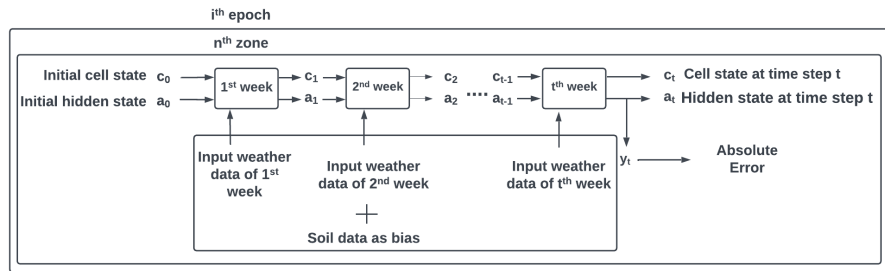 iᵗʰ epoch
nᵗʰ zone
Initial cell state c₀ 1ˢᵗ week c₁ 2ⁿᵈ week c₂ cₜ₋₁ tᵗʰ week cₜ Cell state at time step t
Initial hidden state a₀ a₁ a₂ .... aₜ₋₁ aₜ Hidden state at time step t
Input weather
data of 1ˢᵗ
week
Input weather
data of 2ⁿᵈ week
Input weather
data of tᵗʰ week
yₜ
Absolute
Error
+
Soil data as bias